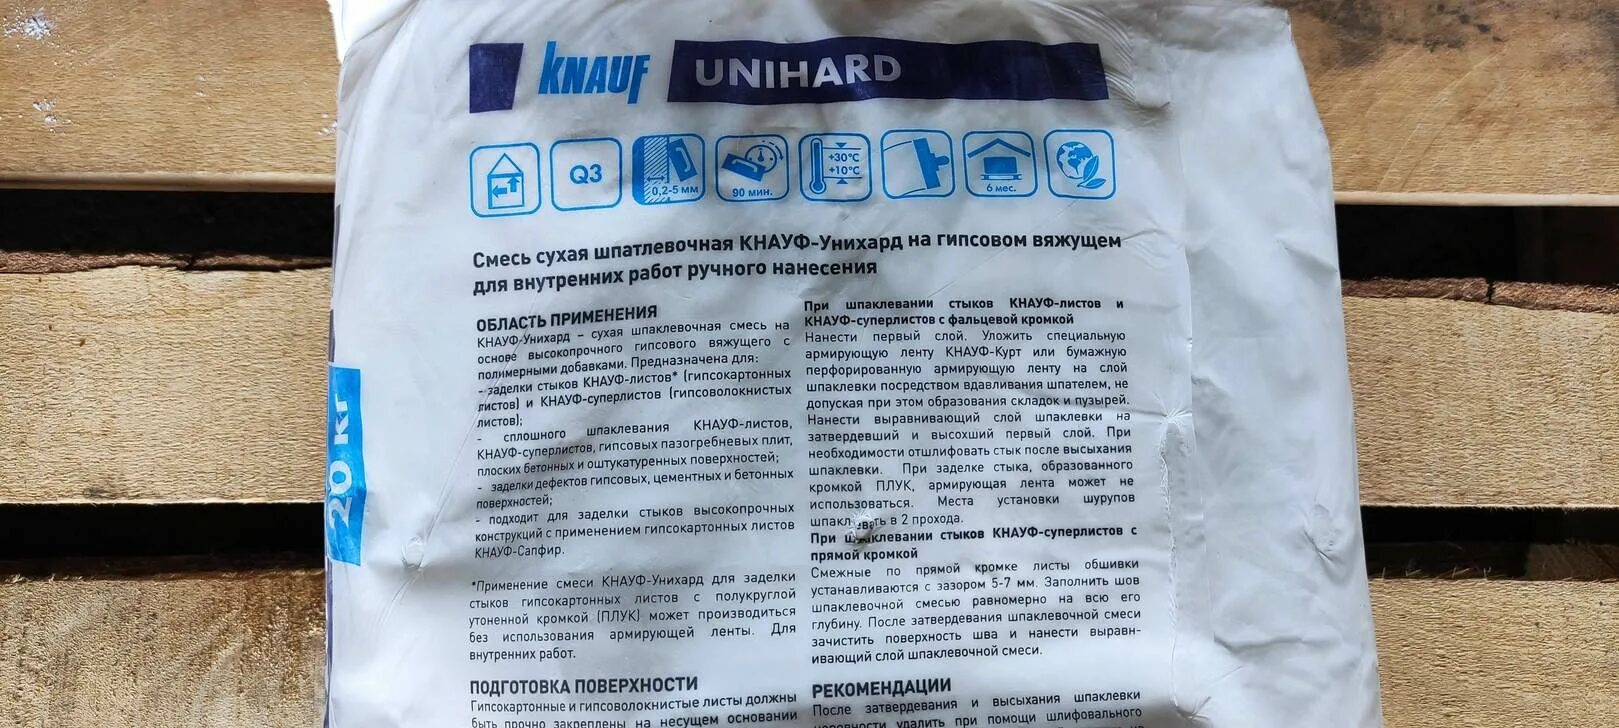 KNAUF UNIHARD
Q3
0,2-5 мм
90 мин.
+30°C
+10°C
6 мес.
Смесь сухая шпатлевочная КНАУФ-Унихард на гипсовом вяжущем
для внутренних работ ручного нанесения
ОБЛАСТЬ ПРИМЕНЕНИЯ
КНАУФ-Унихард – сухая шпаклевочная смесь на
основе высокопрочного гипсового вяжущего с
полимерными добавками. Предназначена для:
- заделки стыков КНАУФ-листов* (гипсокартонных
листов) и КНАУФ-суперлистов (гипсоволокнистых
листов);
- сплошного шпаклевания КНАУФ-листов,
КНАУФ-суперлистов, гипсовых пазогребневых плит,
плоских бетонных и оштукатуренных поверхностей;
- заделки дефектов гипсовых, цементных и бетонных
поверхностей;
- подходит для заделки стыков высокопрочных
конструкций с применением гипсокартонных листов
КНАУФ-Сапфир.
*Применение смеси КНАУФ-Унихард для заделки
стыков гипсокартонных листов с полукруглой
утоненной кромкой (ПЛУК) может производиться
без использования армирующей ленты. Для
внутренних работ.
ПОДГОТОВКА ПОВЕРХНОСТИ
Гипсокартонные и гипсоволокнистые листы должны
быть прочно закреплены на несущем основании
При шпаклевании стыков КНАУФ-листов и
КНАУФ-суперлистов с фальцевой кромкой
Нанести первый слой. Уложить специальную
армирующую ленту КНАУФ-Курт или бумажную
перфорированную армирующую ленту на слой
шпаклевки посредством вдавливания шпателем, не
допуская при этом образования складок и пузырей.
Нанести выравнивающий слой шпаклевки на
затвердевший и высохший первый слой. При
необходимости отшлифовать стык после высыхания
шпаклевки. При заделке стыка, образованного
кромкой ПЛУК, армирующая лента может не
использоваться. Места установки шурупов
в 2 прохода.
При стыков КНАУФ-суперлистов с
прямой кромкой
Смежные по прямой кромке листы обшивки
устанавливаются с зазором 5-7 мм. Заполнить шов
шпаклевочной смесью равномерно на всю его
глубину. После затвердевания шпаклевочной смеси
зачистить поверхность шва и нанести выравн-
ивающий слой шпаклевочной смеси.
РЕКОМЕНДАЦИИ
После затвердевания и высыхания шпаклевки
неровности удалить при помощи шлифовального
20 кг